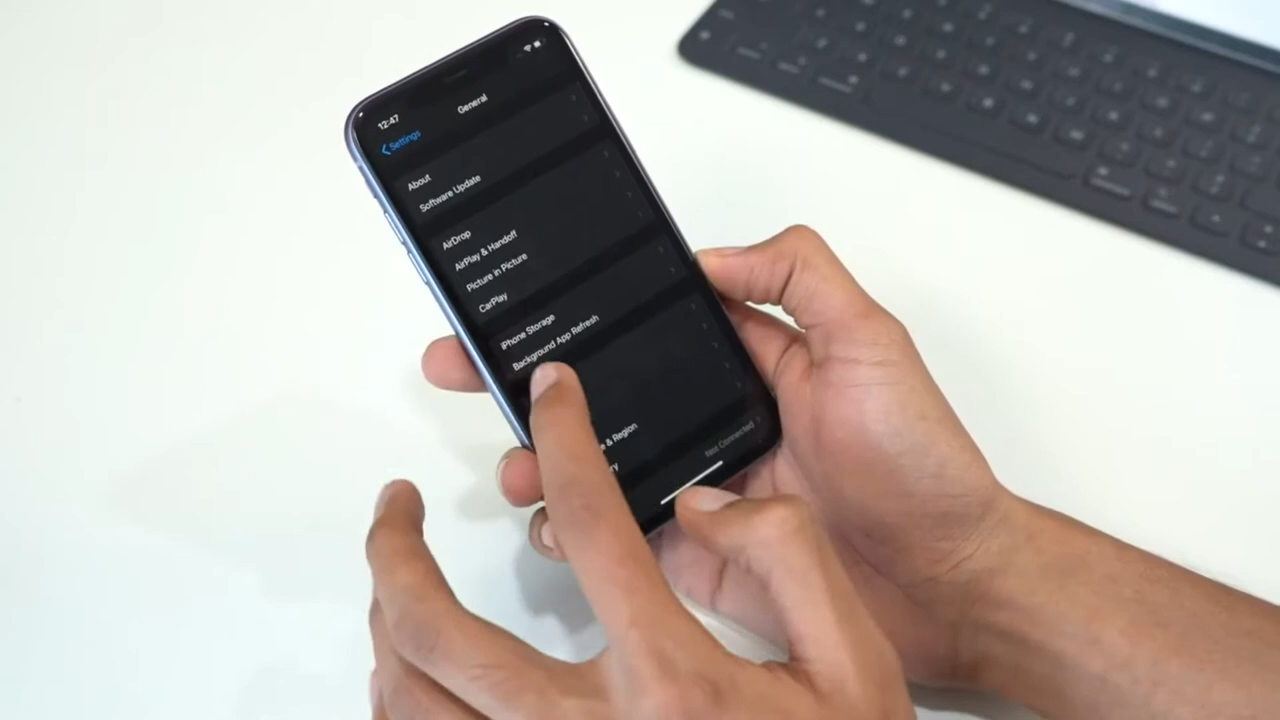 12:47
General
Settings
About
Software Update
AirDrop
AirPlay & Handoff
Picture in Picture
CarPlay
iPhone Storage
Background App Refresh
& Region
Not Connected